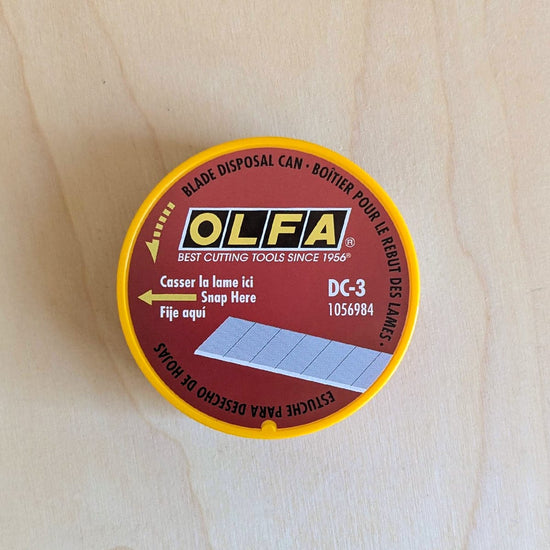 BLADE DISPOSAL CAN · BOÎTIER POUR LE REBUT DES LAMES ·
ESTUCHE PARA DESECHO DE HOJAS
OLFA®
BEST CUTTING TOOLS SINCE 1956®
Casser la lame ici
Snap Here
Fije aquí
DC-3
1056984